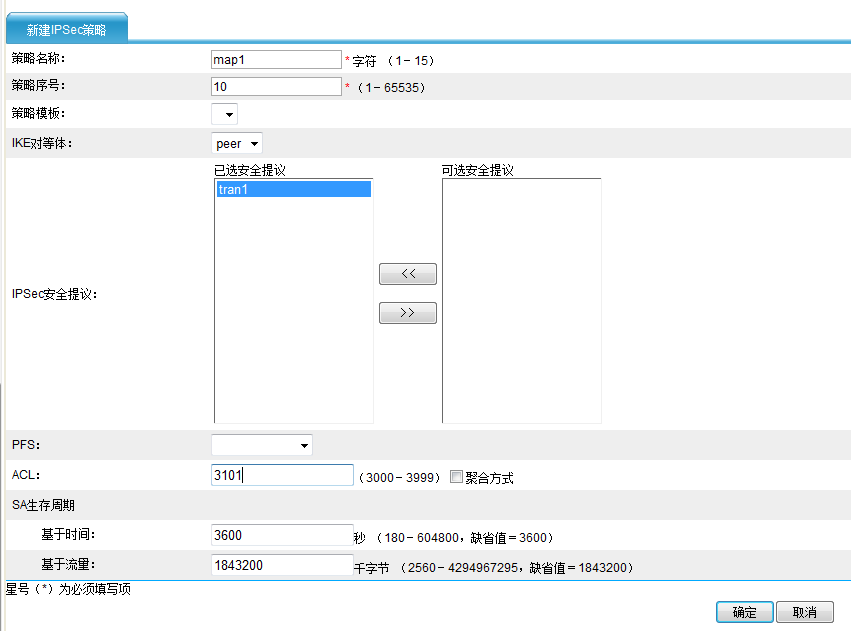 新建IPSec策略
策略名称： map1 *字符 （1－15）
策略序号： 10 *（1－65535）
策略模板：
IKE对等体： peer
已选安全提议 可选安全提议
tran1
<<
IPSec安全提议：
>>
PFS：
ACL： 3101 （3000－3999） 聚合方式
SA生存周期
基于时间： 3600 秒 （180－604800，缺省值＝3600）
基于流量： 1843200 千字节 （2560－4294967295，缺省值＝1843200）
星号（*）为必须填写项
确定 取消